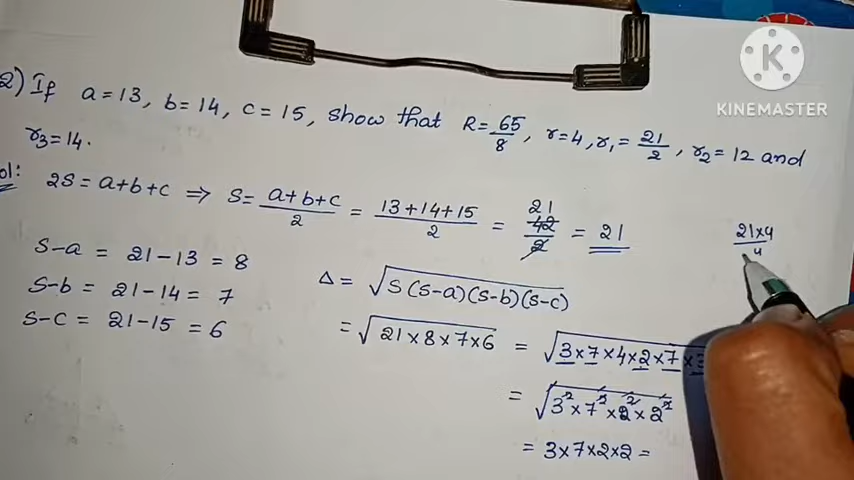 2) If a=13, b=14, c=15, show that R=65/8, r=4, r₁=21/2, r₂=12 and
r₃=14.
Sol: 2S=a+b+c ⇒ S= a+b+c/2 = 13+14+15/2 = 21 42/2 = 21
21×4/4
S-a = 21-13 = 8
S-b = 21-14 = 7
S-c = 21-15 = 6
Δ= √S(S-a)(S-b)(S-c)
= √21×8×7×6 = √3×7×4×2×7×3
= √3²×7²×2²×2²
= 3×7×2×2=
K
KINEMASTER